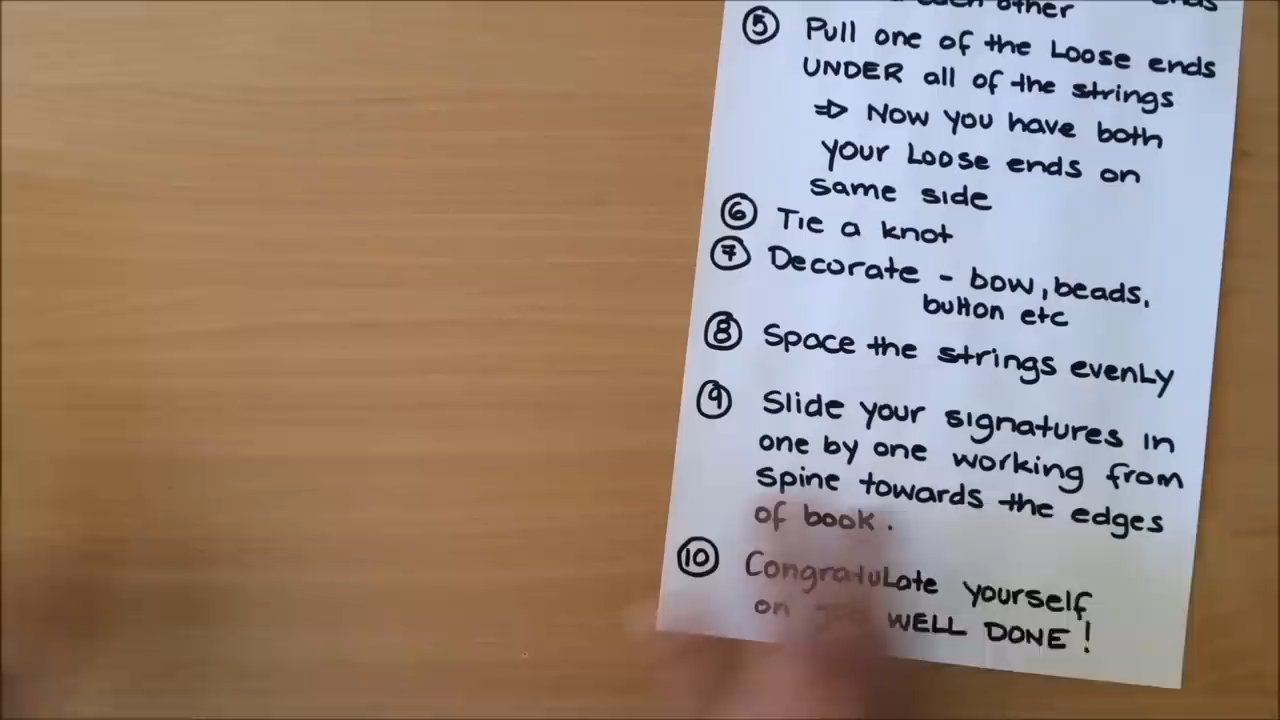 other
⑤ Pull one of the Loose ends
UNDER all of the strings
⇒ Now you have both
your Loose ends on
same side
⑥ Tie a knot
⑦ Decorate - bow, beads,
button etc
⑧ Space the strings evenly
⑨ Slide your signatures in
one by one working from
spine towards the edges
of book.
⑩ Congratulate yourself
on WELL DONE!